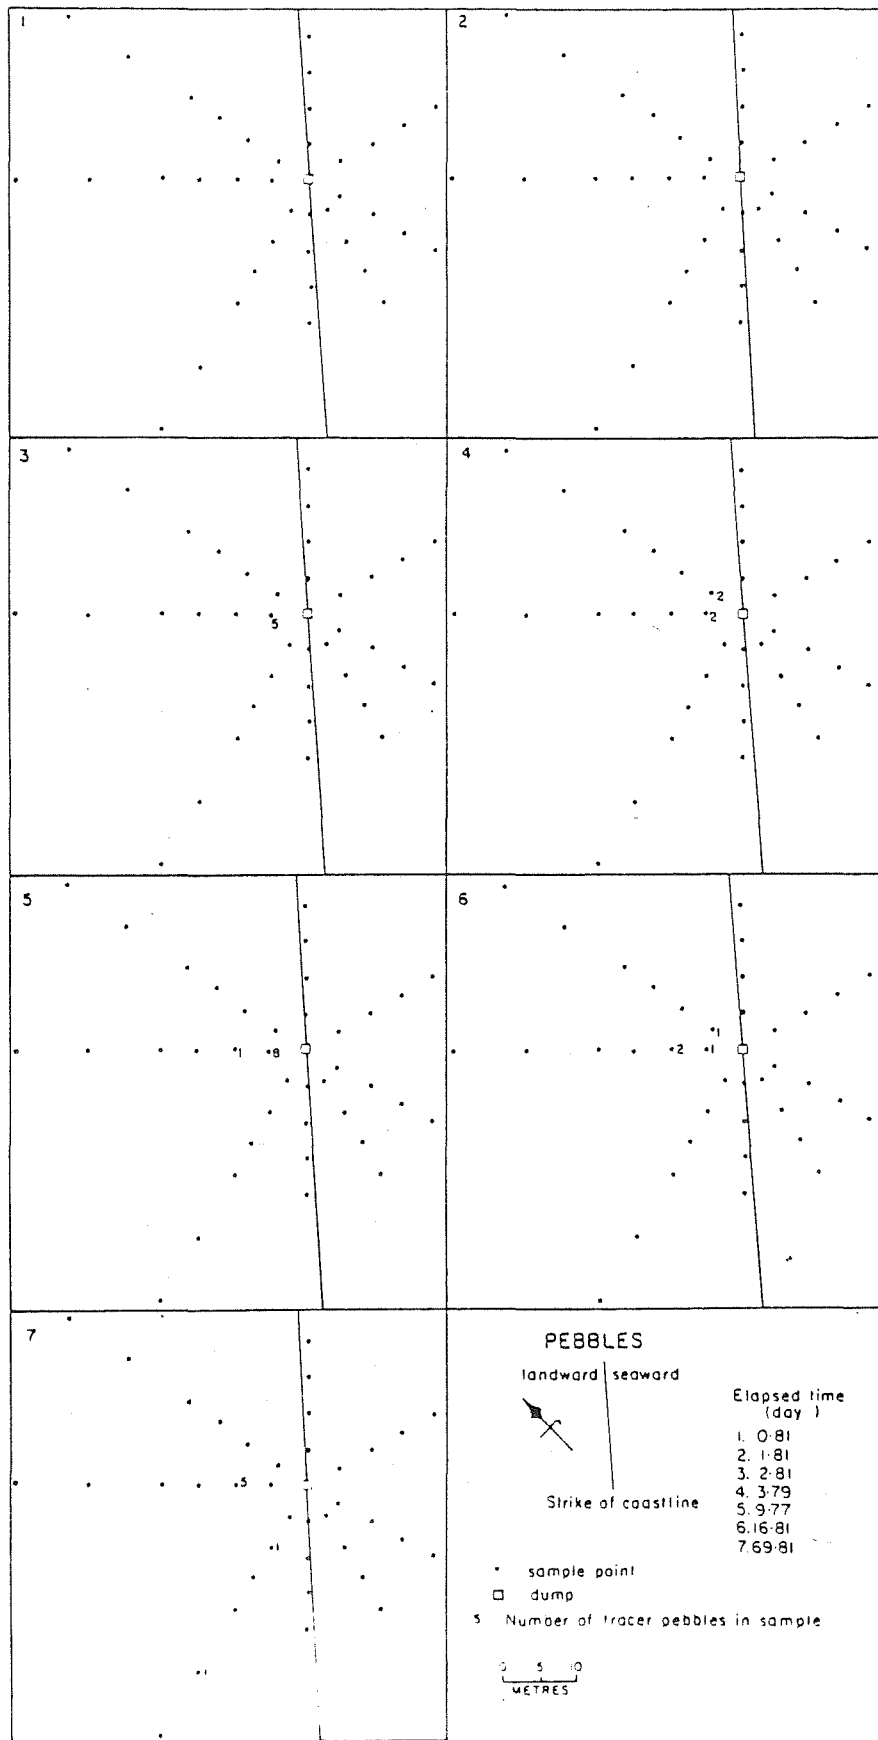 1
2
3
5
4
2
2
5
1 8
6
1
2 1
7
5
1
1
PEBBLES
landward seaward
Strike of coastline
Elapsed time
(day )
1. 0·81
2. 1·81
3. 2·81
4. 3·79
5. 9·77
6. 16·81
7. 69·81
sample point
dump
5 Number of tracer pebbles in sample
0 5 10
METRES